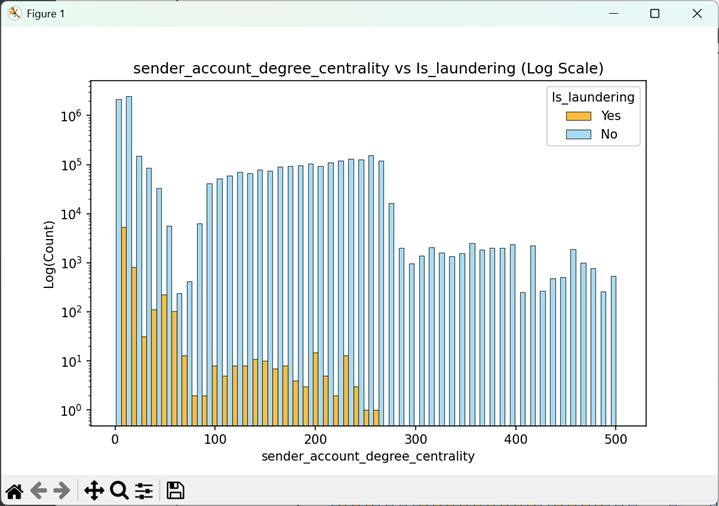 Figure 1
sender_account_degree_centrality vs Is_laundering (Log Scale)
Is_laundering
Yes
No
10⁶
10⁵
10⁴
10³
10²
10¹
10⁰
Log(Count)
0 100 200 300 400 500
sender_account_degree_centrality